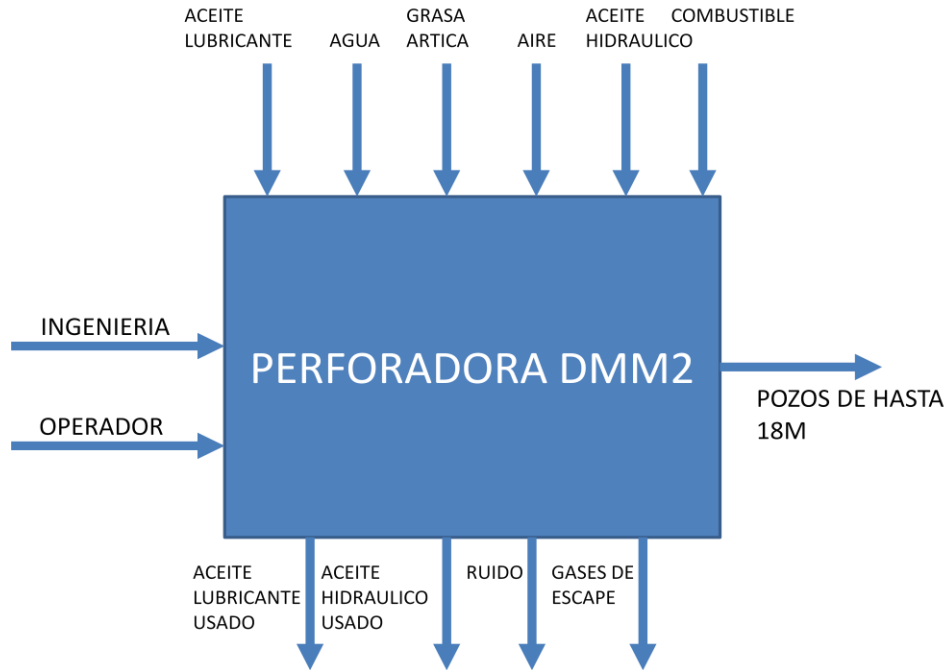 ACEITE
LUBRICANTE
AGUA
GRASA
ARTICA
AIRE
ACEITE
HIDRAULICO
COMBUSTIBLE
INGENIERIA
OPERADOR
PERFORADORA DMM2
POZOS DE HASTA
18M
ACEITE
LUBRICANTE
USADO
ACEITE
HIDRAULICO
USADO
RUIDO
GASES DE
ESCAPE